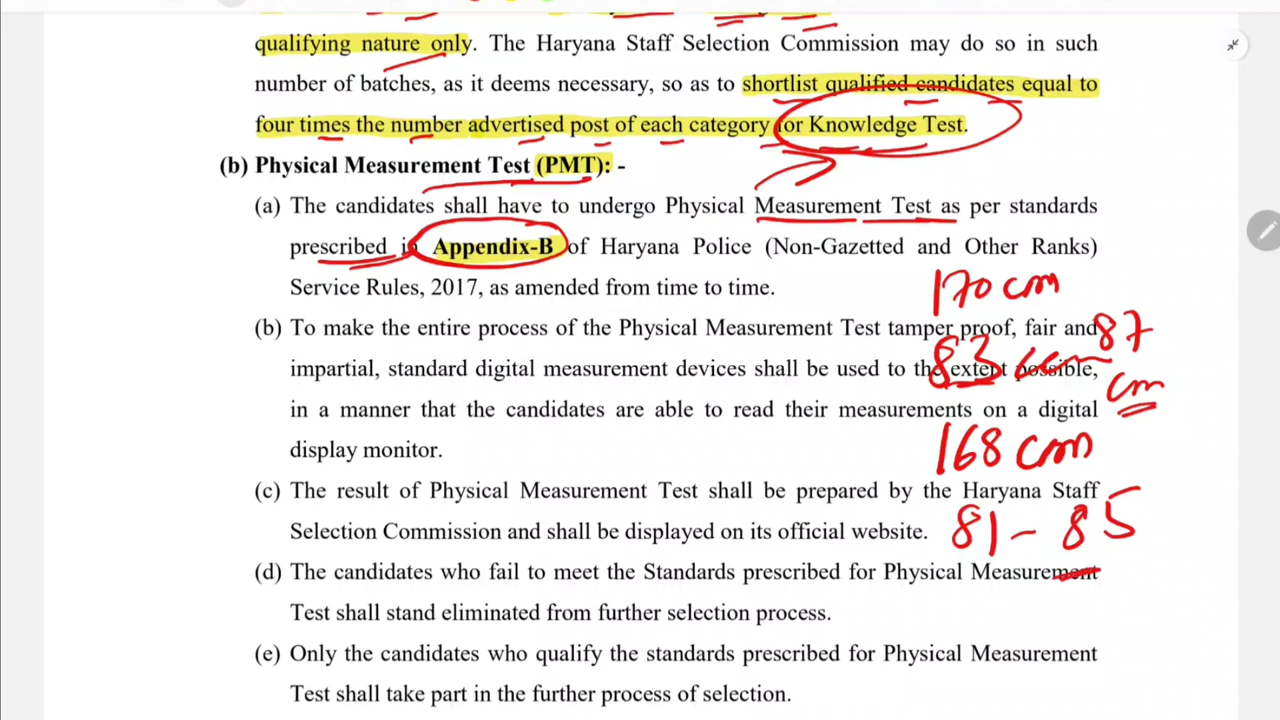 qualifying nature only. The Haryana Staff Selection Commission may do so in such
number of batches, as it deems necessary, so as to shortlist qualified candidates equal to
four times the number advertised post of each category for Knowledge Test.
(b) Physical Measurement Test (PMT): -
(a) The candidates shall have to undergo Physical Measurement Test as per standards
prescribed in Appendix-B of Haryana Police (Non-Gazetted and Other Ranks)
Service Rules, 2017, as amended from time to time.
170 cm
(b) To make the entire process of the Physical Measurement Test tamper proof, fair and
87
impartial, standard digital measurement devices shall be used to the extent possible,
83 cm
cm
in a manner that the candidates are able to read their measurements on a digital
display monitor.
168 cm
(c) The result of Physical Measurement Test shall be prepared by the Haryana Staff
Selection Commission and shall be displayed on its official website.
81 - 85
(d) The candidates who fail to meet the Standards prescribed for Physical Measurement
Test shall stand eliminated from further selection process.
(e) Only the candidates who qualify the standards prescribed for Physical Measurement
Test shall take part in the further process of selection.